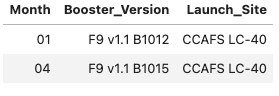 Month Booster_Version Launch_Site
01 F9 v1.1 B1012 CCAFS LC-40
04 F9 v1.1 B1015 CCAFS LC-40